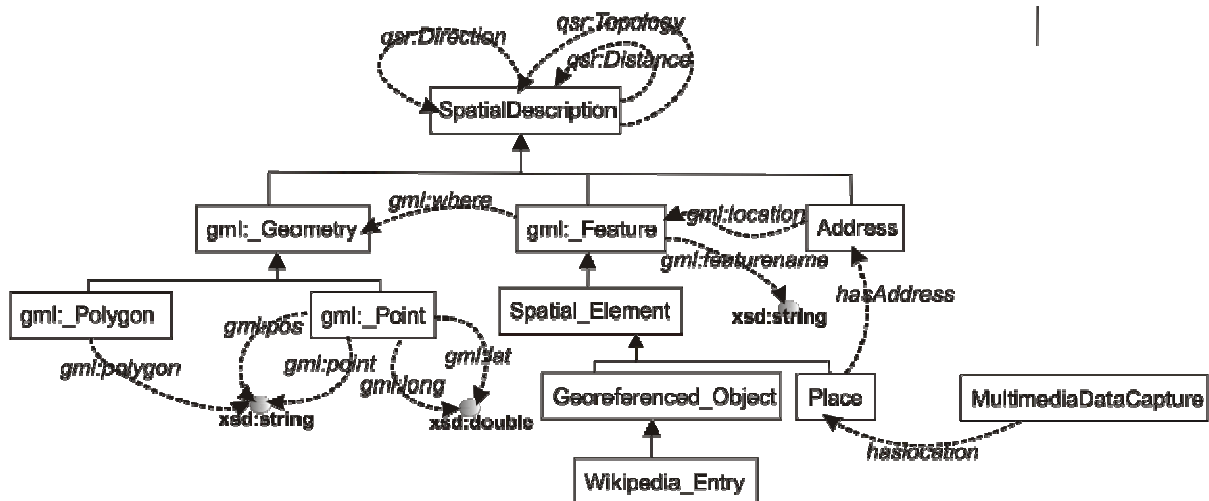 qsr:Topology
qsr:Direction
qsr:Distance
SpatialDescription
gml:where
gml:_Geometry
gml:_Feature
gml:location
Address
gml:featurename
hasAddress
gml:_Polygon
gml:_Point
Spatial_Element
xsd:string
gml:pos
gml:point
gml:lat
gml:polygon
gml:long
xsd:string
xsd:double
Georeferenced_Object
Place
MultimediaDataCapture
haslocation
Wikipedia_Entry